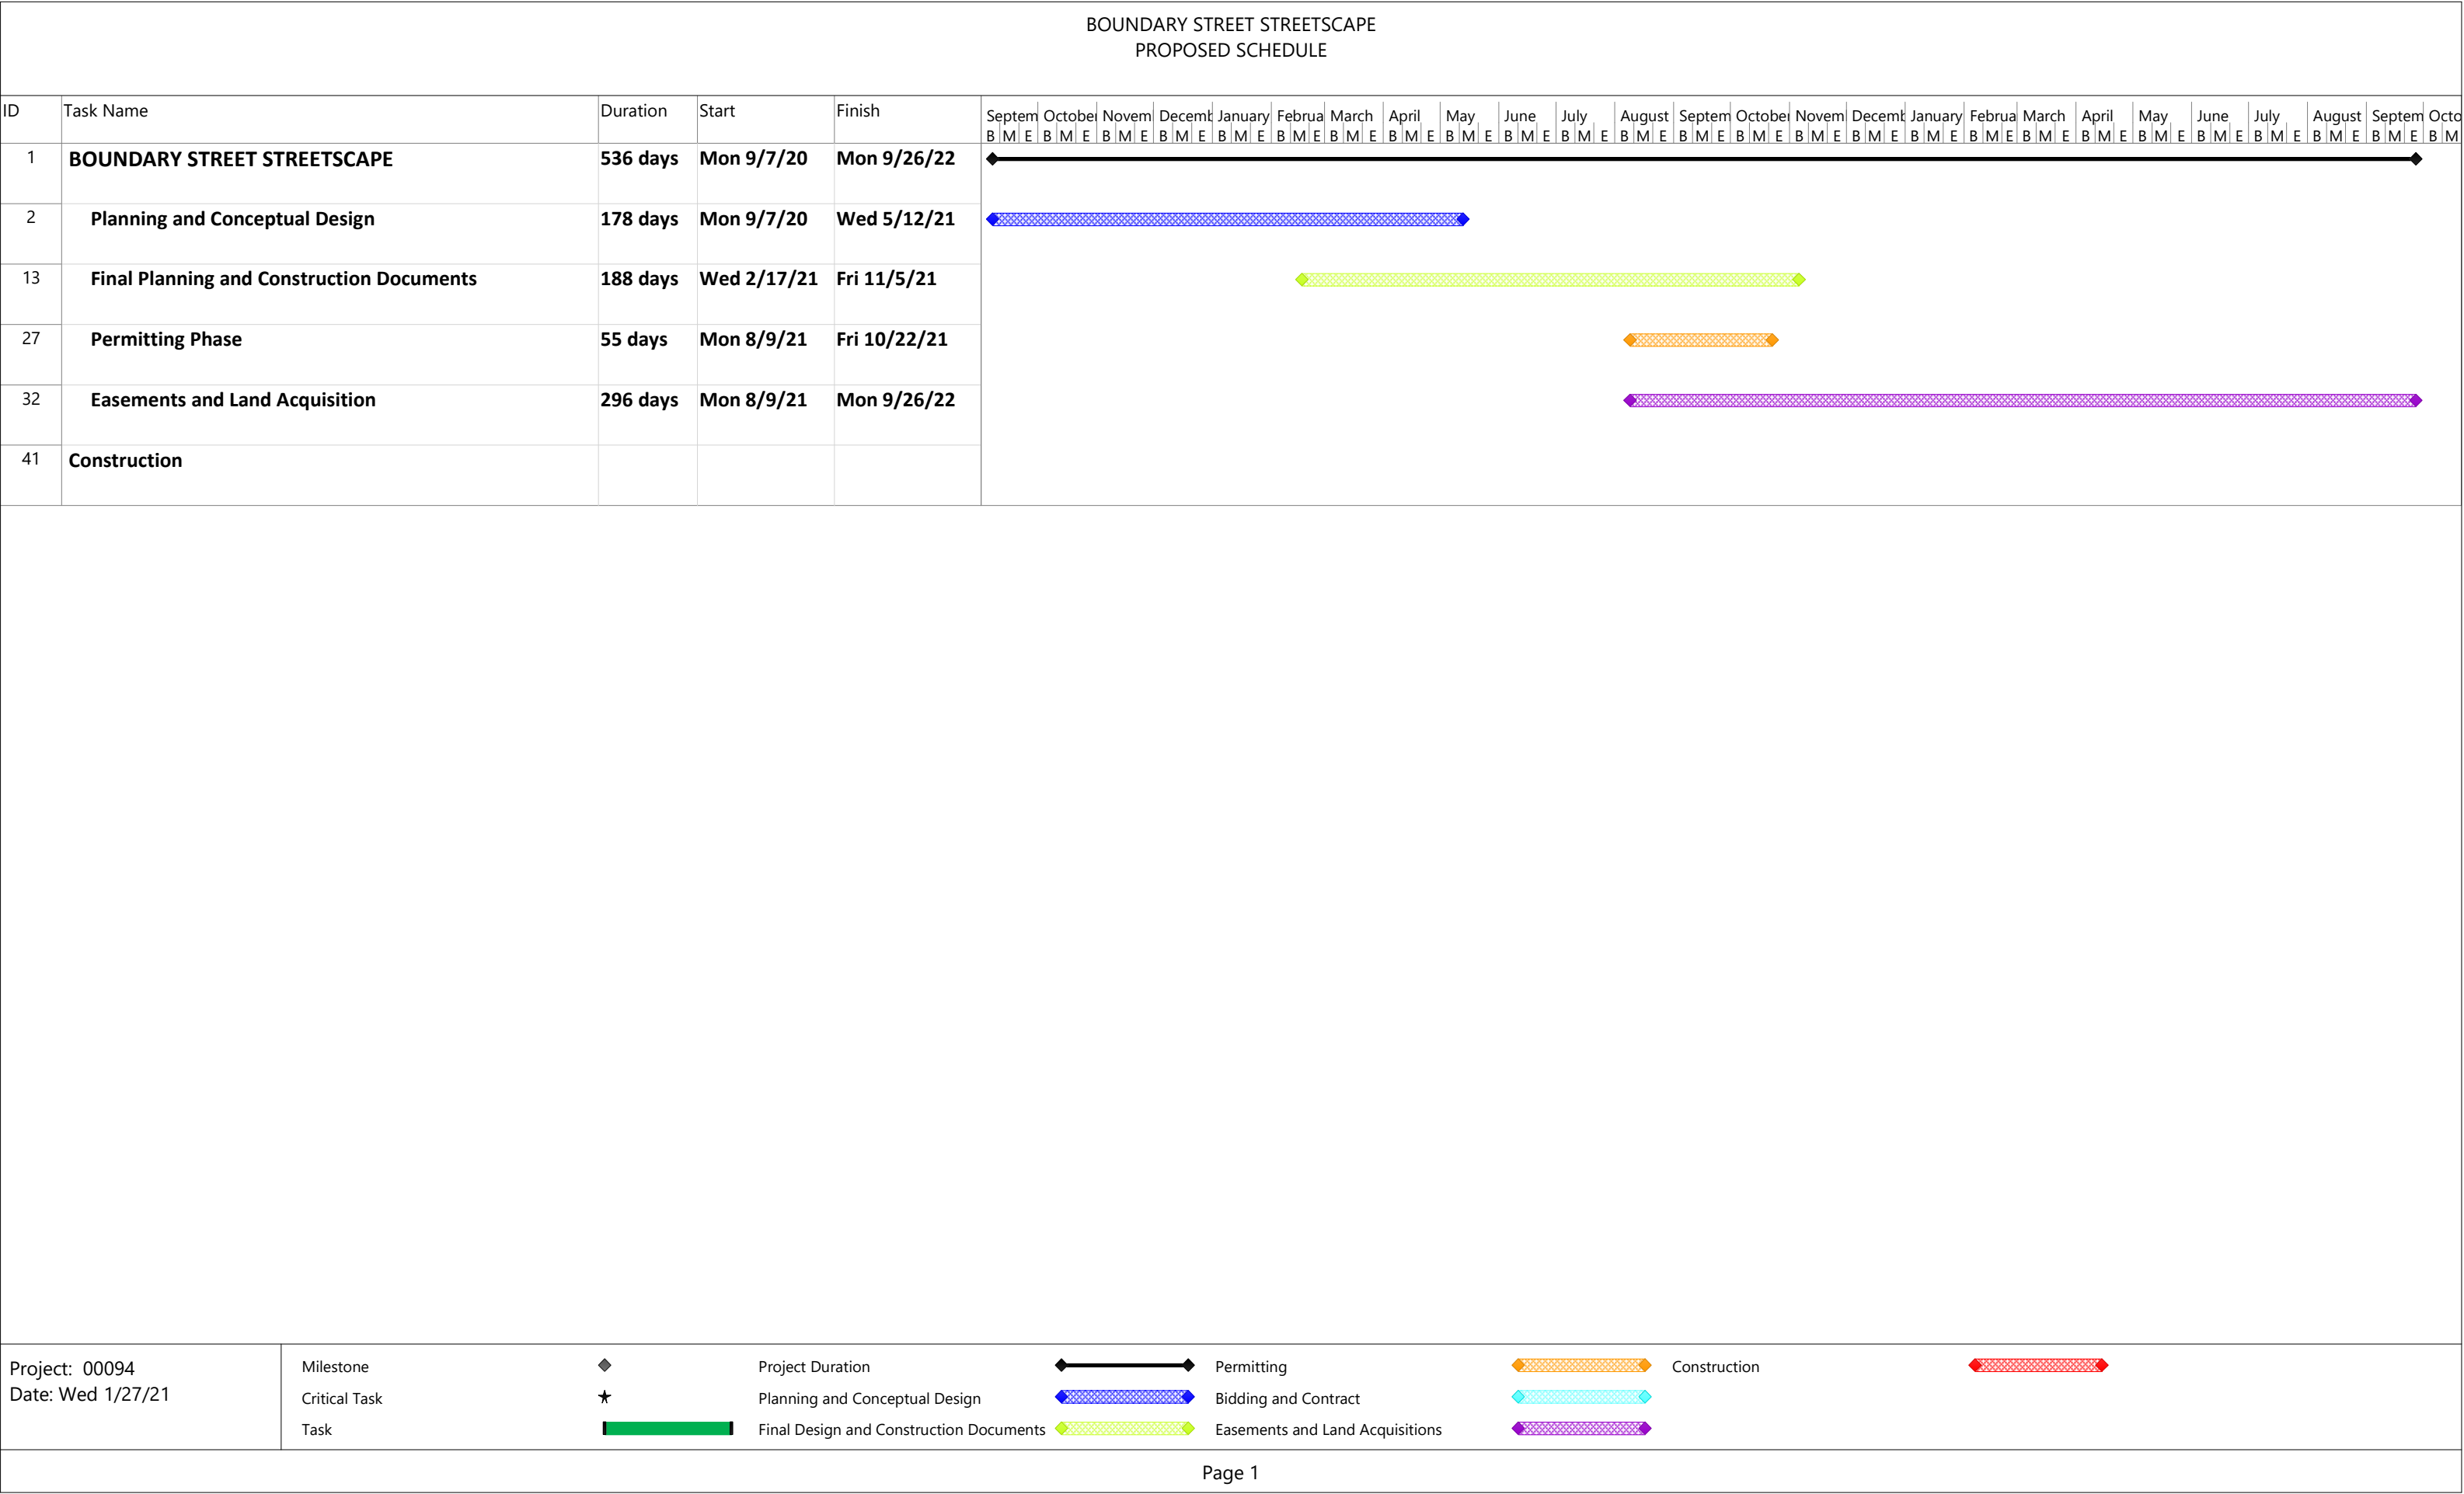 BOUNDARY STREET STREETSCAPE
PROPOSED SCHEDULE
ID Task Name Duration Start Finish
Septem October Novem Decemb January Februa March April May June July August Septem October Novem Decemb January Februa March April May June July August Septem Octo
B M E B M E B M E B M E B M E B M E B M E B M E B M E B M E B M E B M E B M E B M E B M E B M E B M E B M E B M E B M E B M E B M E B M E B M E B M E B M
1 BOUNDARY STREET STREETSCAPE 536 days Mon 9/7/20 Mon 9/26/22
2 Planning and Conceptual Design 178 days Mon 9/7/20 Wed 5/12/21
13 Final Planning and Construction Documents 188 days Wed 2/17/21 Fri 11/5/21
27 Permitting Phase 55 days Mon 8/9/21 Fri 10/22/21
32 Easements and Land Acquisition 296 days Mon 8/9/21 Mon 9/26/22
41 Construction
Project: 00094
Date: Wed 1/27/21
Milestone Project Duration Permitting Construction
Critical Task Planning and Conceptual Design Bidding and Contract
Task Final Design and Construction Documents Easements and Land Acquisitions
Page 1